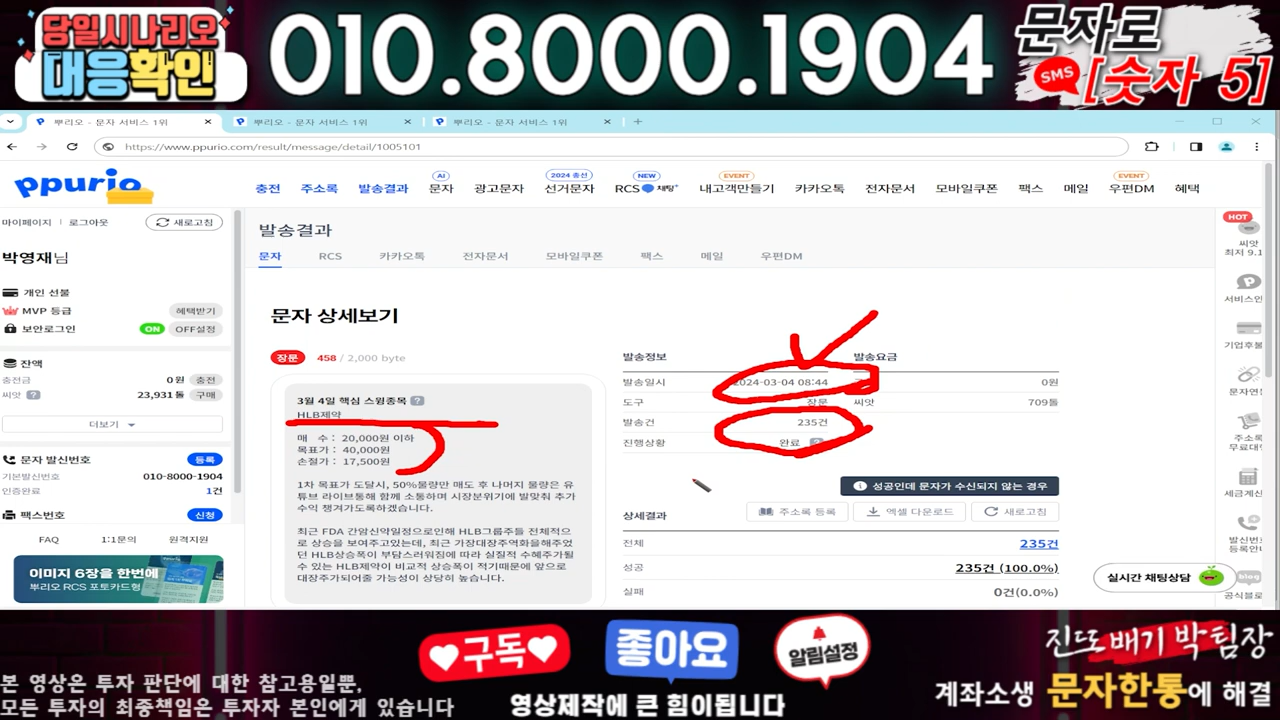 당일시나리오
대응확인
010.8000.1904
문자로
SMS
[숫자 5]
뿌리오 - 문자 서비스 1위
뿌리오 - 문자 서비스 1위
뿌리오 - 문자 서비스 1위
https://www.ppurio.com/result/message/detail/1005101
ppurio
충전 주소록 발송결과 AI 문자 광고문자 2024 총선 선거문자 NEW RCS 채팅+ EVENT 내고객만들기 카카오톡 전자문서 모바일쿠폰 팩스 메일 EVENT 우편DM 혜택
마이페이지 | 로그아웃 새로고침
박영재님
개인 선불
MVP 등급 혜택받기
보안로그인 ON OFF설정
잔액
충전금 0원 충전
씨앗 ? 23,931톨 구매
더보기
문자 발신번호 등록
기본발신번호 010-8000-1904
인증완료 1건
팩스번호 신청
FAQ 1:1문의 원격지원
이미지 6장을 한번에
뿌리오 RCS 포토카드형
발송결과
문자 RCS 카카오톡 전자문서 모바일쿠폰 팩스 메일 우편DM
문자 상세보기
장문 458 / 2,000 byte
3월 4일 핵심 스윙종목 ?
HLB제약
매 수 : 20,000원 이하
목표가 : 40,000원
손절가 : 17,500원
1차 목표가 도달시, 50%물량만 매도 후 나머지 물량은 유
튜브 라이브통해 함께 소통하며 시장분위기에 발맞춰 추가
수익 챙겨가도록하겠습니다.
최근 FDA 간암신약일정으로인해 HLB그룹주들 전체적으
로 상승을 보여주고있는데, 최근 가장대장주역화을해주었
던 HLB상승폭이 부담스러워짐에 따라 실질적 수혜주가될
수 있는 HLB제약이 비교적 상승폭이 적기때문에 앞으로
대장주가되어줄 가능성이 상당히 높습니다.
발송정보
발송일시 2024-03-04 08:44
도구 장문
발송건 235건
진행상황 완료 ?
발송요금
0원
씨앗 709톨
성공인데 문자가 수신되지 않는 경우
상세결과 주소록 등록 엑셀 다운로드 새로고침
전체 235건
성공 235건 (100.0%)
실패 0건(0.0%)
HOT
씨앗
최저 9.1
서비스안
기업후불
문자연
주소록
무료대
세금계산
발신번호
등록안
blog
공식블로
실시간 채팅상담
구독
좋아요
알림설정
영상제작에 큰 힘이됩니다
본 영상은 투자 판단에 대한 참고용일뿐,
모든 투자의 최종책임은 투자자 본인에게 있습니다
진또배기 박팀장
계좌소생 문자한통에 해결